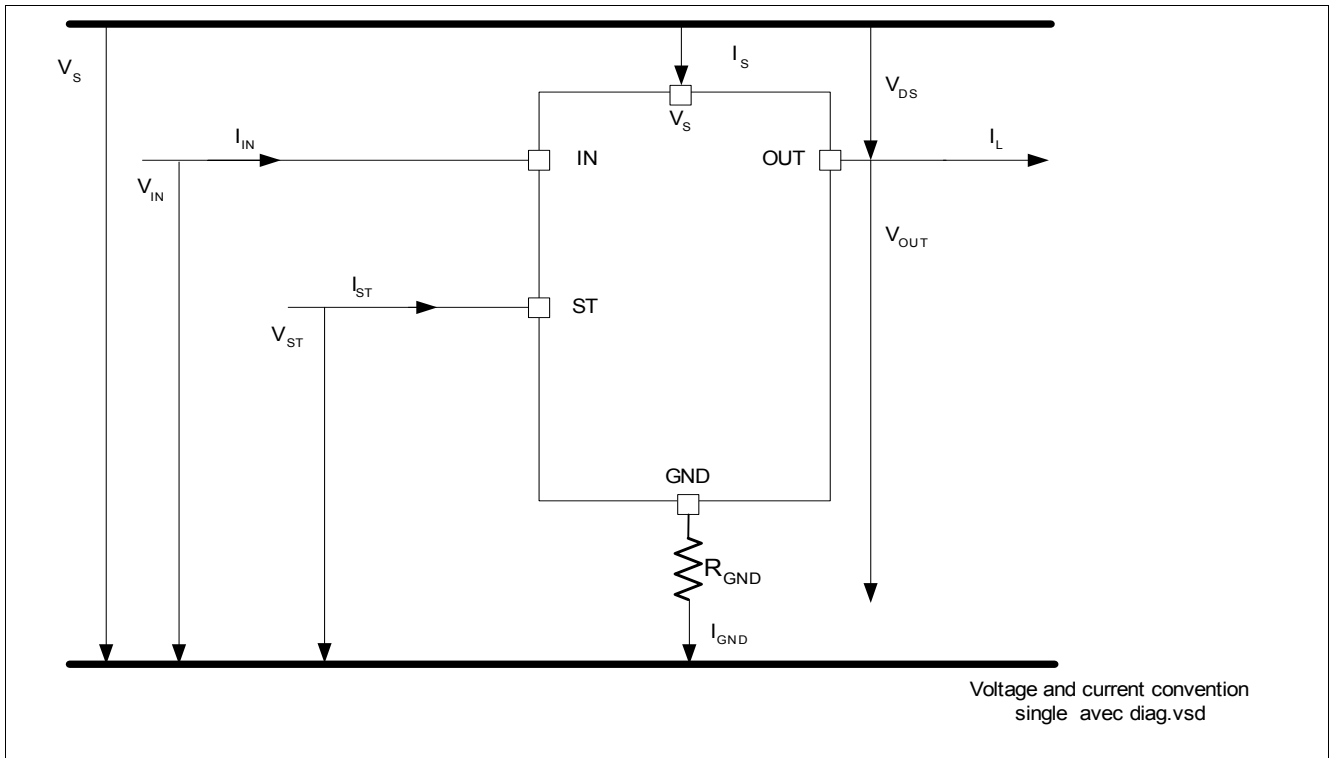 V_S
I_S
V_DS
V_S
I_IN
IN
OUT
I_L
V_IN
V_OUT
I_ST
ST
V_ST
GND
R_GND
I_GND
Voltage and current convention
single avec diag.vsd